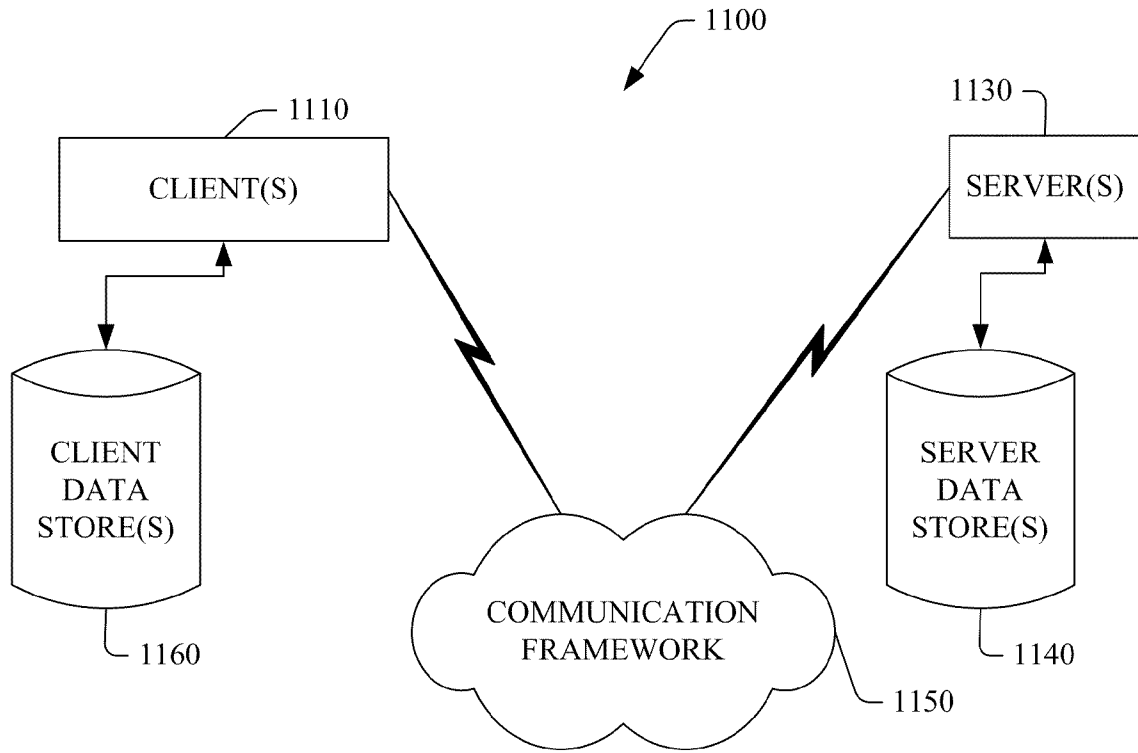 1100
1110
1130
CLIENT(S)
SERVER(S)
CLIENT
DATA
STORE(S)
SERVER
DATA
STORE(S)
COMMUNICATION
FRAMEWORK
1160
1140
1150